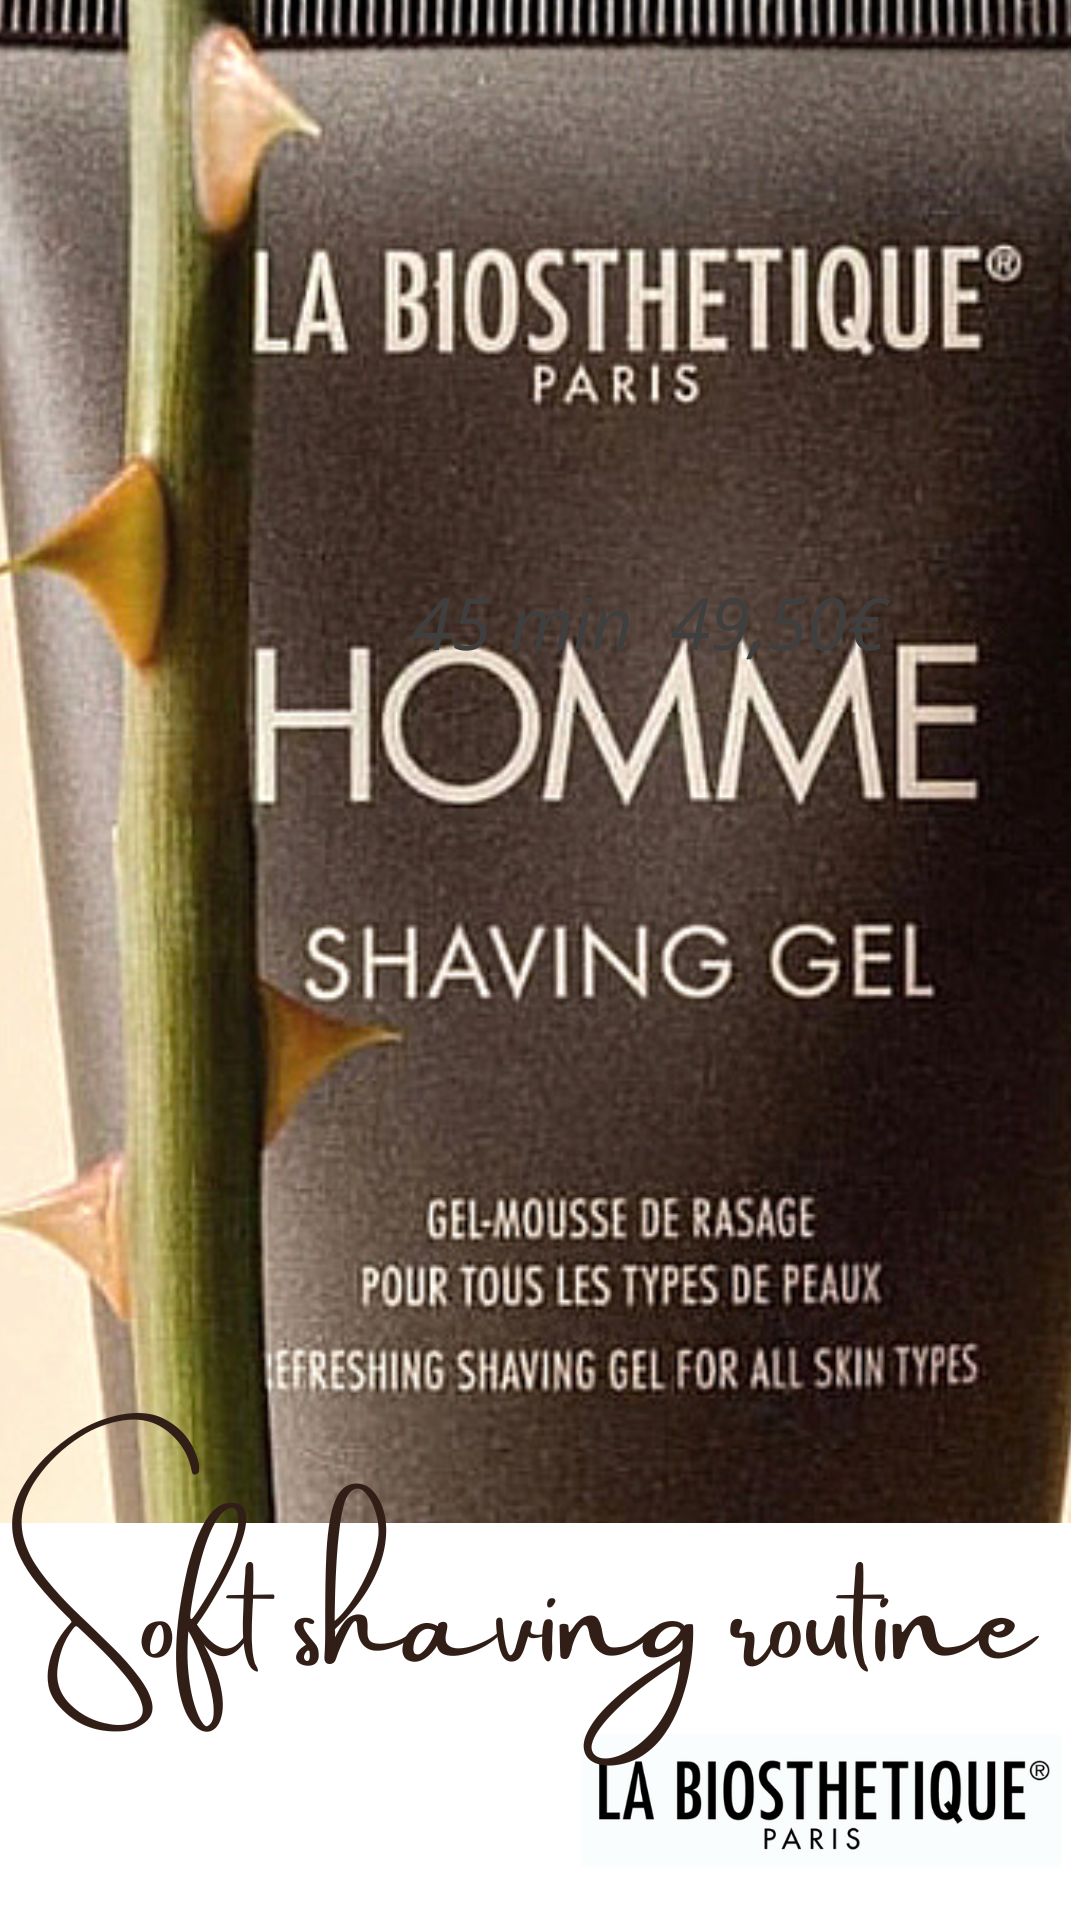 LA BIOSTHETIQUE®
PARIS
45 min 49,50€
HOMME
SHAVING GEL
GEL-MOUSSE DE RASAGE
POUR TOUS LES TYPES DE PEAUX
EFRESHING SHAVING GEL FOR ALL SKIN TYPES
Soft shaving routine
LA BIOSTHETIQUE®
PARIS